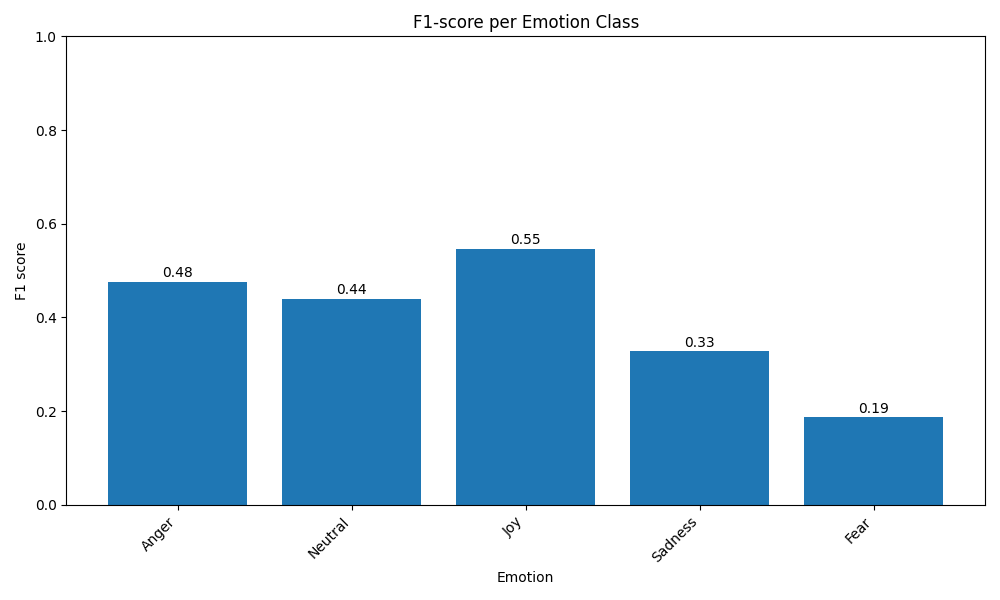 F1-score per Emotion Class
F1 score
1.0
0.8
0.6
0.4
0.2
0.0
0.48
0.44
0.55
0.33
0.19
Anger
Neutral
Joy
Sadness
Fear
Emotion